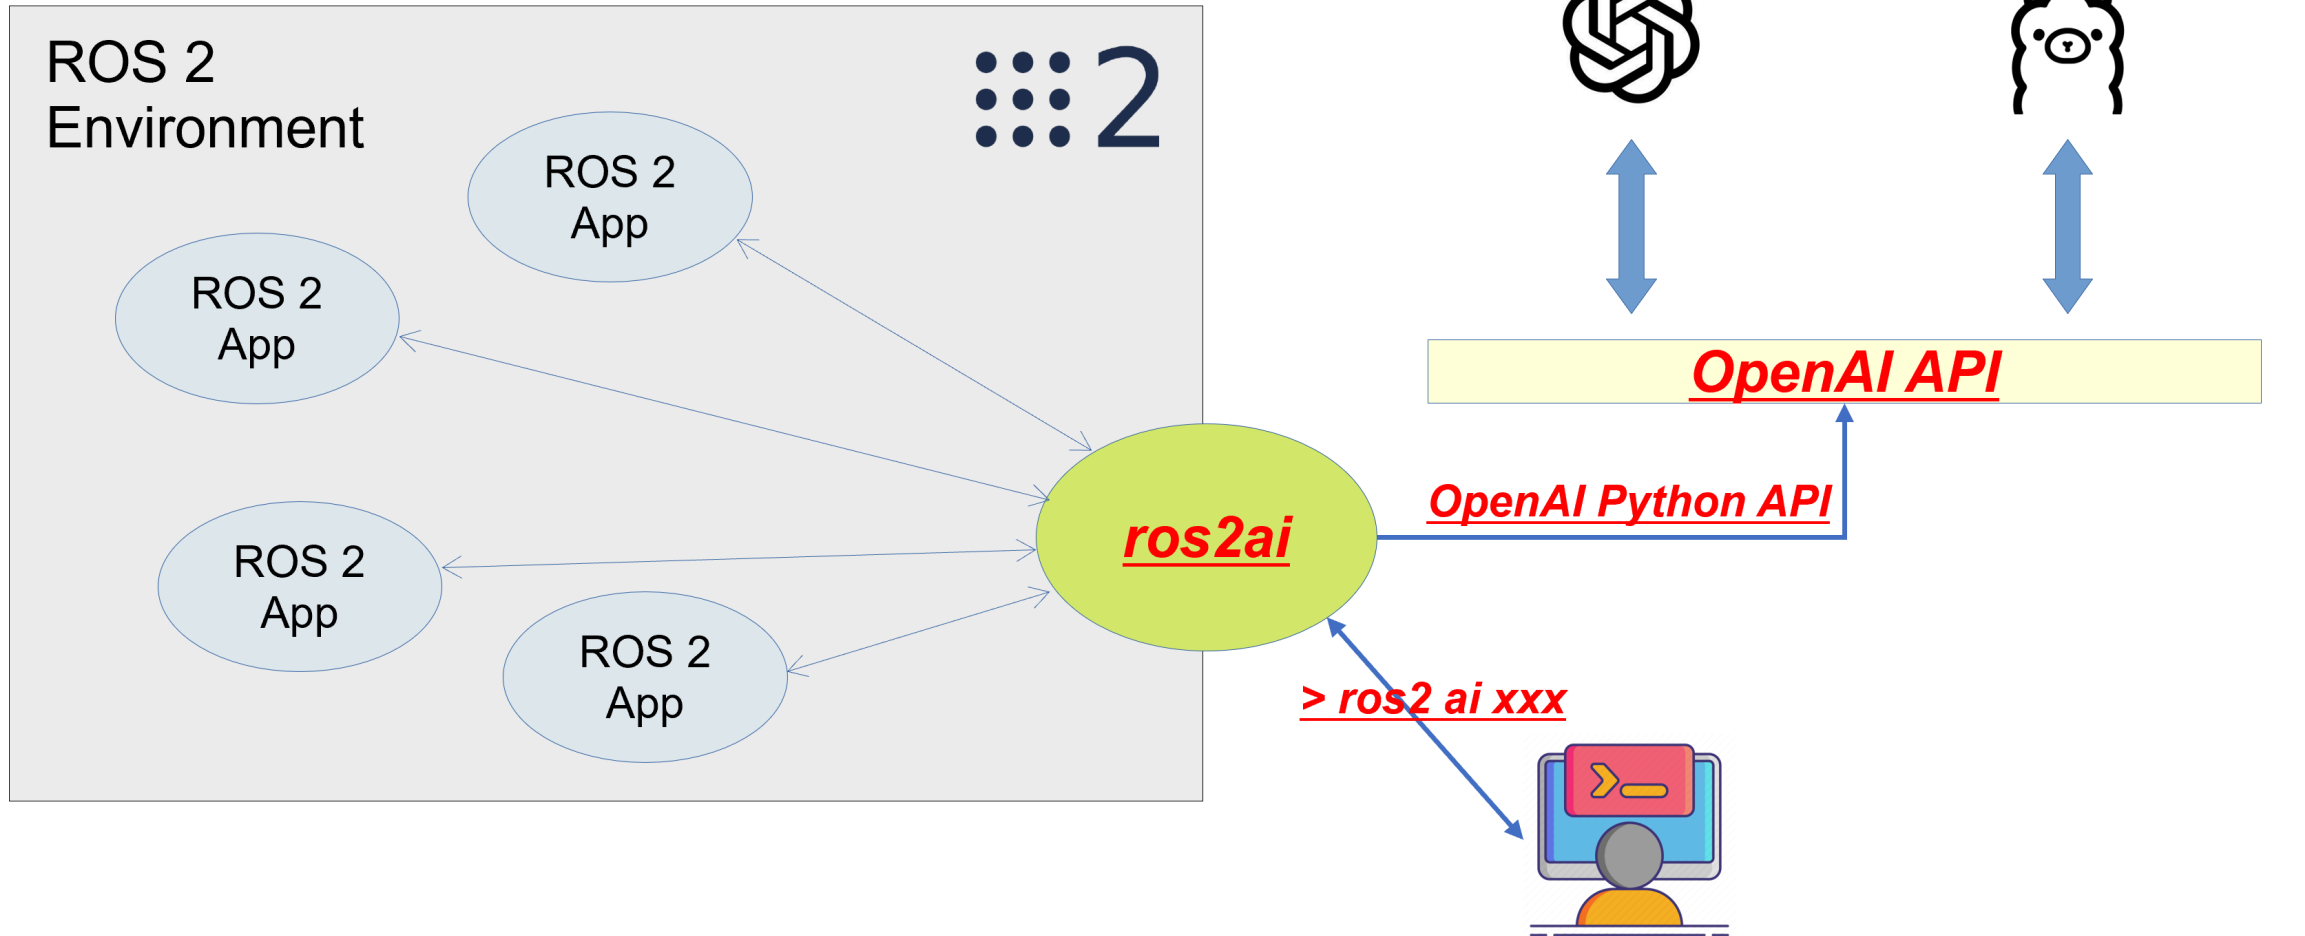 ROS 2
Environment
2
ROS 2
App
ROS 2
App
ROS 2
App
ROS 2
App
ros2ai
OpenAI API
OpenAI Python API
> ros2 ai xxx